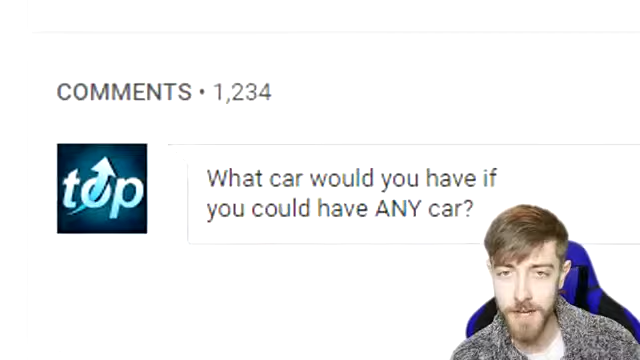 COMMENTS • 1,234
top
What car would you have if
you could have ANY car?